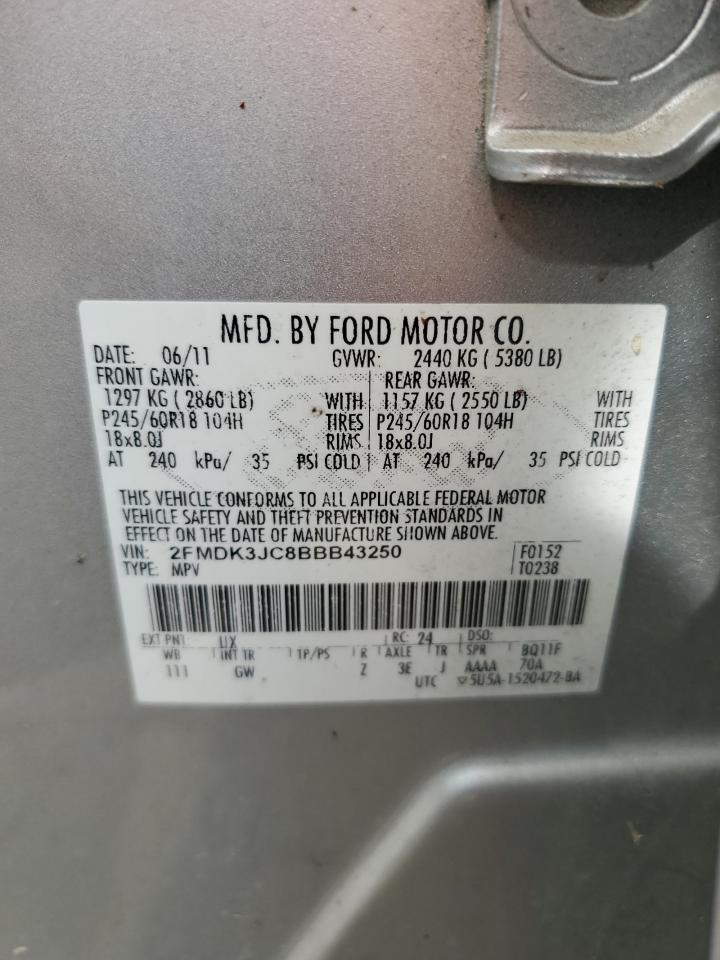 MFD. BY FORD MOTOR CO.
DATE: 06/11 GVWR: 2440 KG ( 5380 LB)
FRONT GAWR: REAR GAWR:
1297 KG ( 2860 LB) WITH 1157 KG ( 2550 LB) WITH
P245/60R18 104H TIRES P245/60R18 104H TIRES
18x8.0J RIMS 18x8.0J RIMS
AT 240 kPa/ 35 PSI COLD AT 240 kPa/ 35 PSI COLD
THIS VEHICLE CONFORMS TO ALL APPLICABLE FEDERAL MOTOR
VEHICLE SAFETY AND THEFT PREVENTION STANDARDS IN
EFFECT ON THE DATE OF MANUFACTURE SHOWN ABOVE.
VIN: 2FMDK3JC8BBB43250 F0152
TYPE: MPV T0238
EXT PNT: UX RC: 24 DSO:
WB INT TR TP/PS R AXLE TR SPR BQ11F
111 GW Z 3E J AAAA 70A
UTC 5U5A-1520472-BA